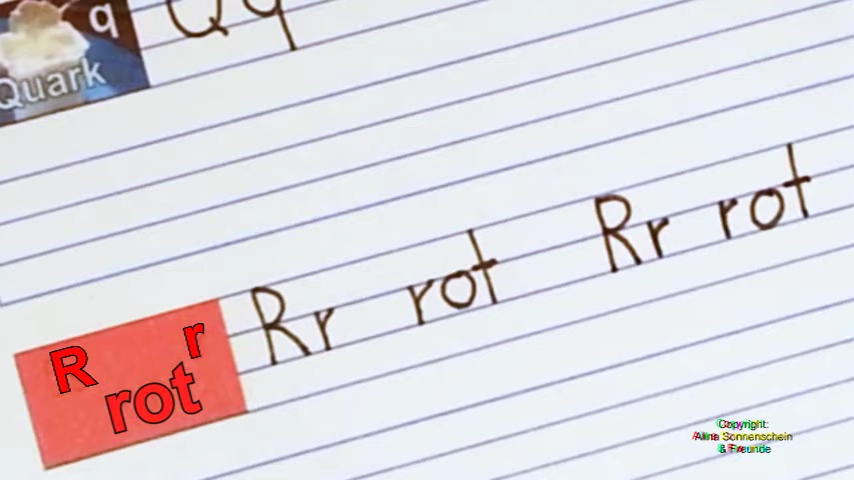 q Qq
Quark
R r Rr rot Rr rot
rot
Copyright:
Alina Sonnenschein
& Freunde